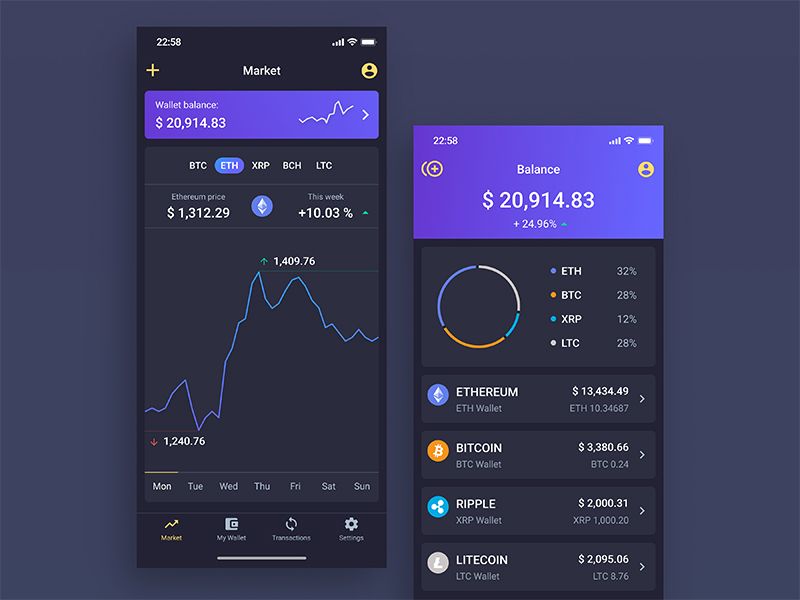 22:58
Market
Wallet balance:
$ 20,914.83
BTC ETH XRP BCH LTC
Ethereum price
$ 1,312.29
This week
+10.03 %
1,409.76
1,240.76
Mon Tue Wed Thu Fri Sat Sun
Market My Wallet Transactions Settings
22:58
Balance
$ 20,914.83
+ 24.96%
ETH 32%
BTC 28%
XRP 12%
LTC 28%
ETHEREUM $ 13,434.49
ETH Wallet ETH 10.34687
BITCOIN $ 3,380.66
BTC Wallet BTC 0.24
RIPPLE $ 2,000.31
XRP Wallet XRP 1,000.20
LITECOIN $ 2,095.06
LTC Wallet LTC 8.76